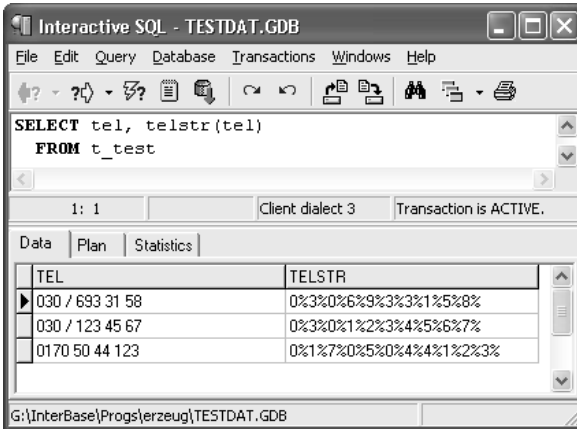 Interactive SQL - TESTDAT.GDB
File Edit Query Database Transactions Windows Help
SELECT tel, telstr(tel)
FROM t_test
1: 1 Client dialect 3 Transaction is ACTIVE.
Data Plan Statistics
TEL TELSTR
030 / 693 31 58 0%3%0%6%9%3%3%1%5%8%
030 / 123 45 67 0%3%0%1%2%3%4%5%6%7%
0170 50 44 123 0%1%7%0%5%0%4%4%1%2%3%
G:\InterBase\Progs\erzeug\TESTDAT.GDB